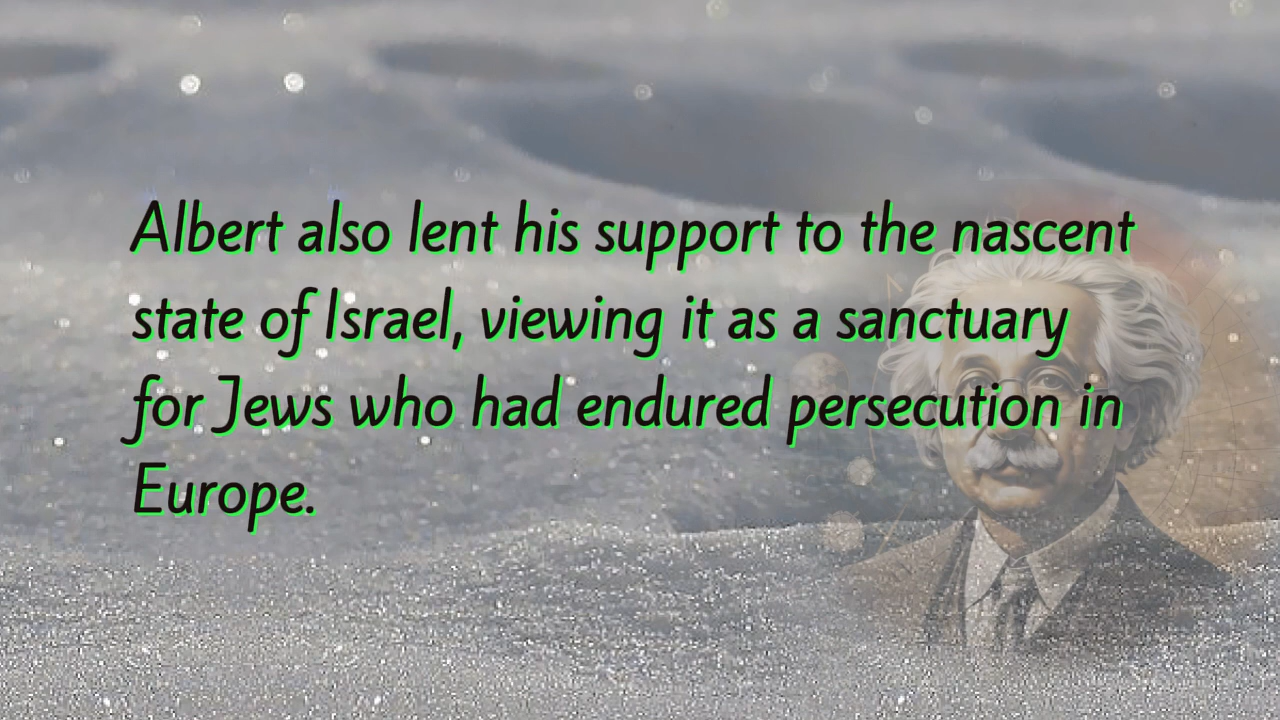 Albert also lent his support to the nascent
state of Israel, viewing it as a sanctuary
for Jews who had endured persecution in
Europe.